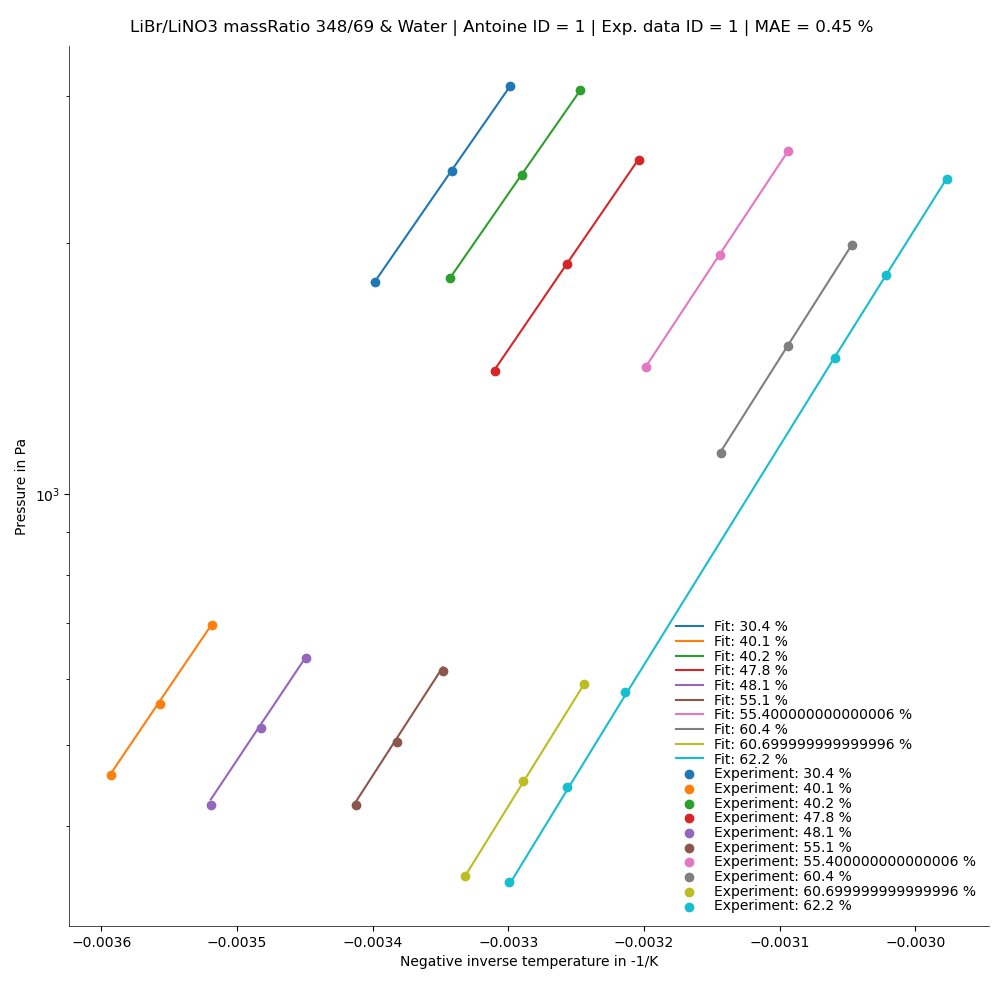 LiBr/LiNO3 massRatio 348/69 & Water | Antoine ID = 1 | Exp. data ID = 1 | MAE = 0.45 %
Pressure in Pa
10³
Fit: 30.4 %
Fit: 40.1 %
Fit: 40.2 %
Fit: 47.8 %
Fit: 48.1 %
Fit: 55.1 %
Fit: 55.400000000000006 %
Fit: 60.4 %
Fit: 60.699999999999996 %
Fit: 62.2 %
Experiment: 30.4 %
Experiment: 40.1 %
Experiment: 40.2 %
Experiment: 47.8 %
Experiment: 48.1 %
Experiment: 55.1 %
Experiment: 55.400000000000006 %
Experiment: 60.4 %
Experiment: 60.699999999999996 %
Experiment: 62.2 %
−0.0036 −0.0035 −0.0034 −0.0033 −0.0032 −0.0031 −0.0030
Negative inverse temperature in -1/K